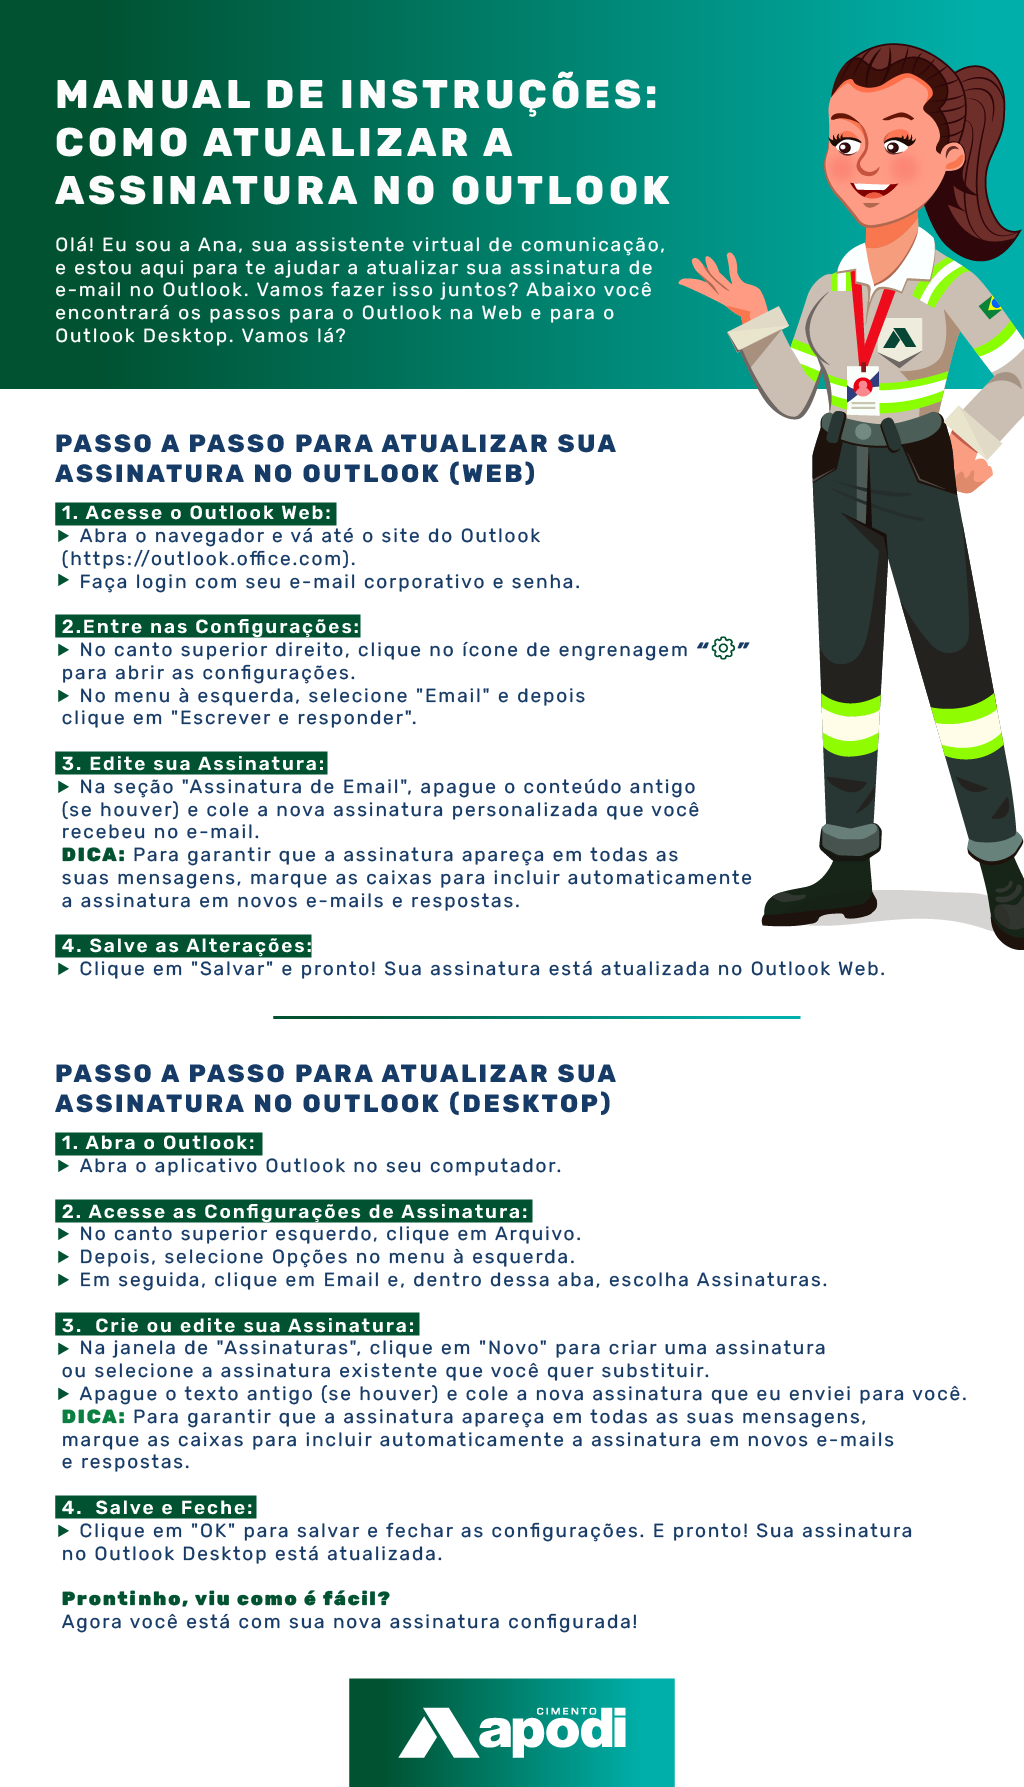 MANUAL DE INSTRUÇÕES:
COMO ATUALIZAR A
ASSINATURA NO OUTLOOK
Olá! Eu sou a Ana, sua assistente virtual de comunicação,
e estou aqui para te ajudar a atualizar sua assinatura de
e-mail no Outlook. Vamos fazer isso juntos? Abaixo você
encontrará os passos para o Outlook na Web e para o
Outlook Desktop. Vamos lá?
PASSO A PASSO PARA ATUALIZAR SUA
ASSINATURA NO OUTLOOK (WEB)
1. Acesse o Outlook Web:
▶ Abra o navegador e vá até o site do Outlook
(https://outlook.office.com).
▶ Faça login com seu e-mail corporativo e senha.
2.Entre nas Configurações:
▶ No canto superior direito, clique no ícone de engrenagem “⚙”
para abrir as configurações.
▶ No menu à esquerda, selecione "Email" e depois
clique em "Escrever e responder".
3. Edite sua Assinatura:
▶ Na seção "Assinatura de Email", apague o conteúdo antigo
(se houver) e cole a nova assinatura personalizada que você
recebeu no e-mail.
DICA: Para garantir que a assinatura apareça em todas as
suas mensagens, marque as caixas para incluir automaticamente
a assinatura em novos e-mails e respostas.
4. Salve as Alterações:
▶ Clique em "Salvar" e pronto! Sua assinatura está atualizada no Outlook Web.
PASSO A PASSO PARA ATUALIZAR SUA
ASSINATURA NO OUTLOOK (DESKTOP)
1. Abra o Outlook:
▶ Abra o aplicativo Outlook no seu computador.
2. Acesse as Configurações de Assinatura:
▶ No canto superior esquerdo, clique em Arquivo.
▶ Depois, selecione Opções no menu à esquerda.
▶ Em seguida, clique em Email e, dentro dessa aba, escolha Assinaturas.
3. Crie ou edite sua Assinatura:
▶ Na janela de "Assinaturas", clique em "Novo" para criar uma assinatura
ou selecione a assinatura existente que você quer substituir.
▶ Apague o texto antigo (se houver) e cole a nova assinatura que eu enviei para você.
DICA: Para garantir que a assinatura apareça em todas as suas mensagens,
marque as caixas para incluir automaticamente a assinatura em novos e-mails
e respostas.
4. Salve e Feche:
▶ Clique em "OK" para salvar e fechar as configurações. E pronto! Sua assinatura
no Outlook Desktop está atualizada.
Prontinho, viu como é fácil?
Agora você está com sua nova assinatura configurada!
CIMENTO
apodi